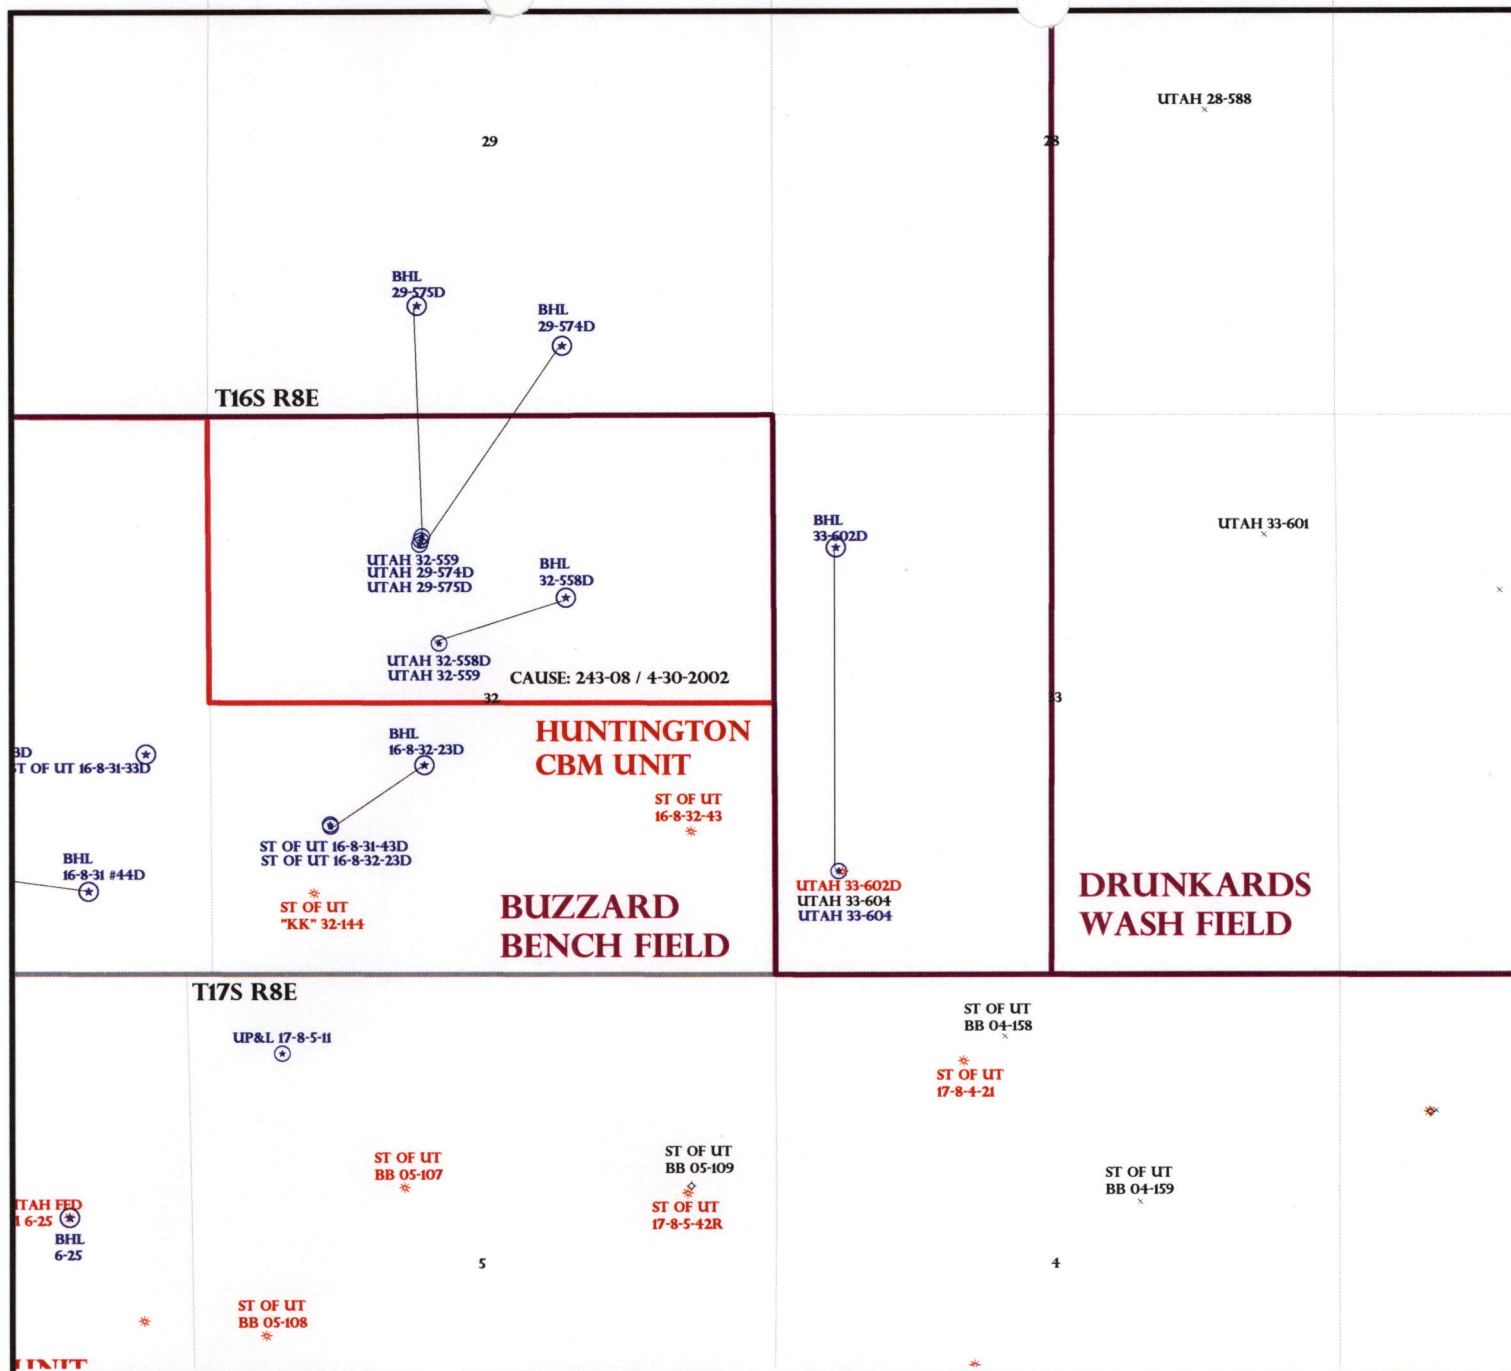 UTAH 28-588
29
28
BHL
29-575D
BHL
29-574D
T16S R8E
BHL
33-602D
UTAH 33-601
UTAH 32-559
UTAH 29-574D
UTAH 29-575D
BHL
32-558D
UTAH 32-558D
UTAH 32-559
CAUSE: 243-08 / 4-30-2002
32
33
HUNTINGTON
CBM UNIT
BHL
16-8-32-23D
BD
ST OF UT 16-8-31-33D
ST OF UT
16-8-32-43
ST OF UT 16-8-31-43D
ST OF UT 16-8-32-23D
BHL
16-8-31 #44D
ST OF UT
"KK" 32-144
BUZZARD
BENCH FIELD
UTAH 33-602D
UTAH 33-604
UTAH 33-604
DRUNKARDS
WASH FIELD
T17S R8E
UP&L 17-8-5-11
ST OF UT
BB 04-158
ST OF UT
17-8-4-21
ST OF UT
BB 05-107
ST OF UT
BB 05-109
ST OF UT
17-8-5-42R
ST OF UT
BB 04-159
TAH FED
6-25
BHL
6-25
5
4
ST OF UT
BB 05-108
UNIT